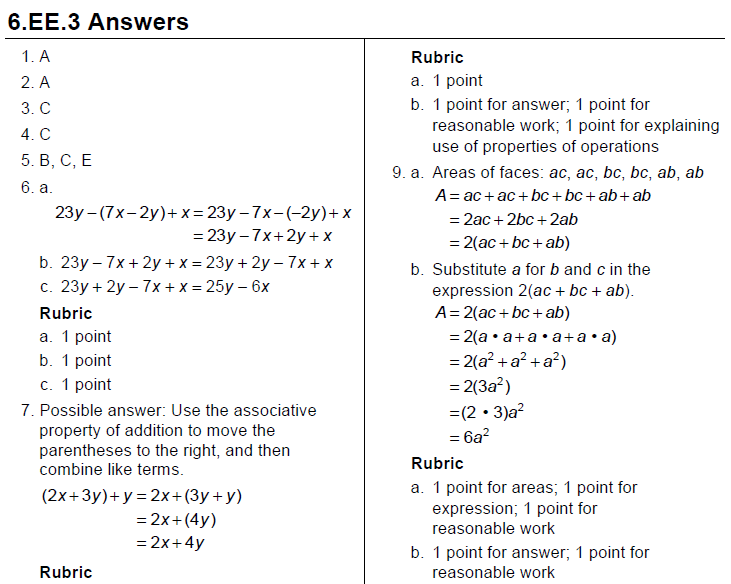 6.EE.3 Answers
1. A
2. A
3. C
4. C
5. B, C, E
6. a.
23y – (7x – 2y) + x = 23y – 7x – (–2y) + x
= 23y – 7x + 2y + x
b. 23y – 7x + 2y + x = 23y + 2y – 7x + x
c. 23y + 2y – 7x + x = 25y – 6x
Rubric
a. 1 point
b. 1 point
c. 1 point
7. Possible answer: Use the associative
property of addition to move the
parentheses to the right, and then
combine like terms.
(2x + 3y) + y = 2x + (3y + y)
= 2x + (4y)
= 2x + 4y
Rubric
Rubric
a. 1 point
b. 1 point for answer; 1 point for
reasonable work; 1 point for explaining
use of properties of operations
9. a. Areas of faces: ac, ac, bc, bc, ab, ab
A = ac + ac + bc + bc + ab + ab
= 2ac + 2bc + 2ab
= 2(ac + bc + ab)
b. Substitute a for b and c in the
expression 2(ac + bc + ab).
A = 2(ac + bc + ab)
= 2(a • a + a • a + a • a)
= 2(a² + a² + a²)
= 2(3a²)
= (2 • 3)a²
= 6a²
Rubric
a. 1 point for areas; 1 point for
expression; 1 point for
reasonable work
b. 1 point for answer; 1 point for
reasonable work